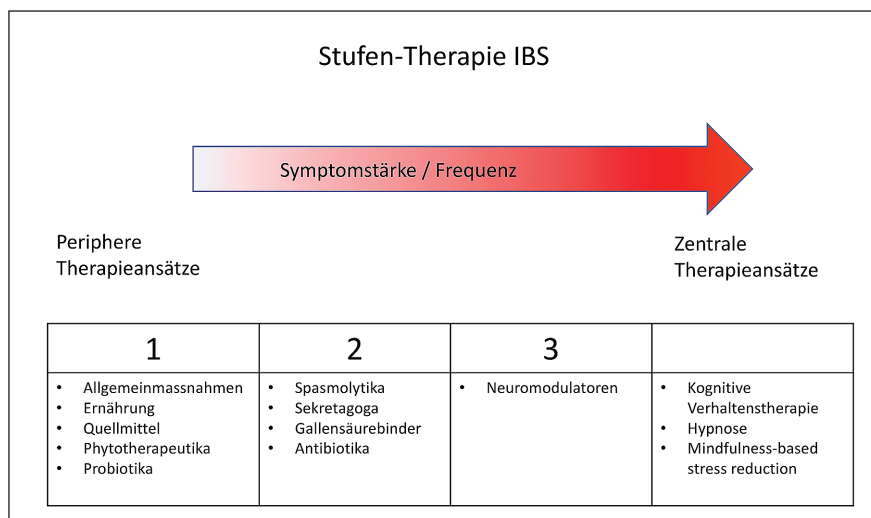 Stufen-Therapie IBS
Symptomstärke / Frequenz
Periphere
Therapieansätze
Zentrale
Therapieansätze
1
2
3
• Allgemeinmassnahmen
• Ernährung
• Quellmittel
• Phytotherapeutika
• Probiotika
• Spasmolytika
• Sekretagoga
• Gallensäurebinder
• Antibiotika
• Neuromodulatoren
• Kognitive
Verhaltenstherapie
• Hypnose
• Mindfulness-based
stress reduction